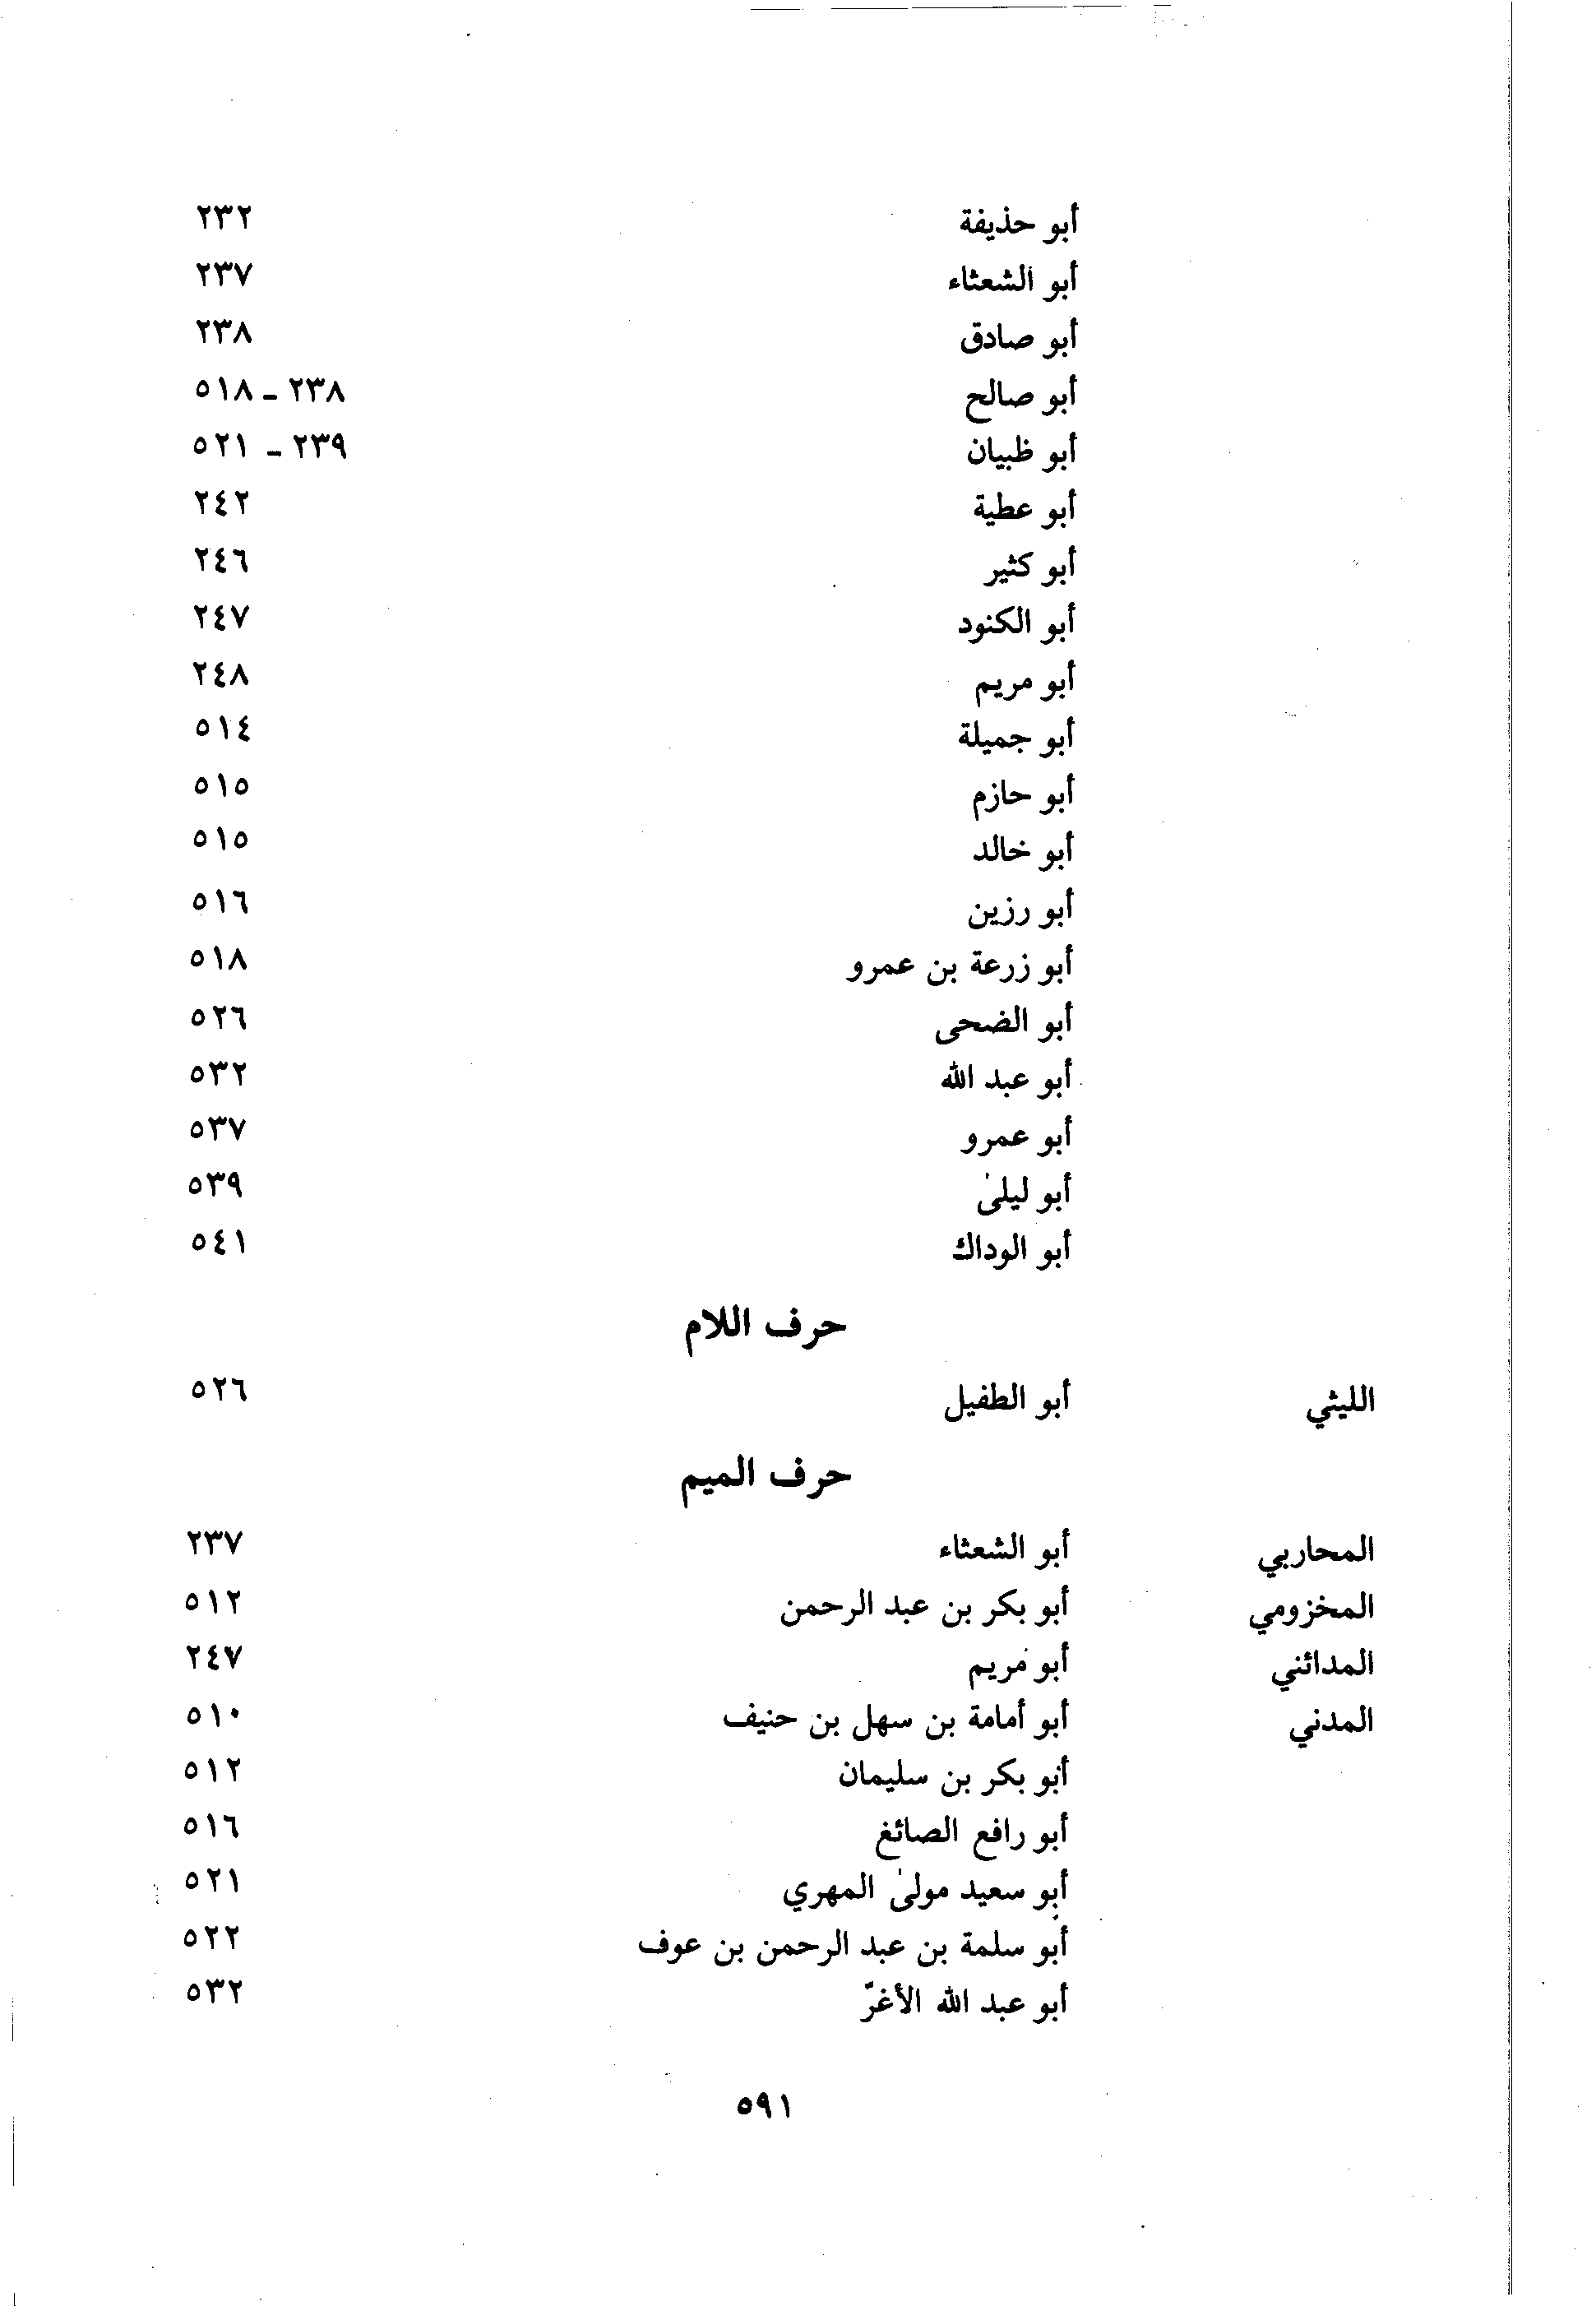 أبو حذيفة ٢٣٢
أبو الشعثاء ٢٣٧
أبو صادق ٢٣٨
أبو صالح ٢٣٨ - ٥١٨
أبو ظبيان ٢٣٩ - ٥٢١
أبو عطية ٢٤٢
أبو كثير ٢٤٦
أبو الكنود ٢٤٧
أبو مريم ٢٤٨
أبو جميلة ٥١٤
أبو حازم ٥١٥
أبو خالد ٥١٥
أبو رزين ٥١٦
أبو زرعة بن عمرو ٥١٨
أبو الضحى ٥٢٦
أبو عبد الله ٥٣٢
أبو عمرو ٥٣٧
أبو ليلىٰ ٥٣٩
أبو الوداك ٥٤١
حرف اللام
الليثي أبو الطفيل ٥٢٦
حرف الميم
المحاربي أبو الشعثاء ٢٣٧
المخزومي أبو بكر بن عبد الرحمن ٥١٢
المدائني أبو مريم ٢٤٧
المدني أبو أمامة بن سهل بن حنيف ٥١٠
أبو بكر بن سليمان ٥١٢
أبو رافع الصائغ ٥١٦
أبو سعيد مولىٰ المهري ٥٢١
أبو سلمة بن عبد الرحمن بن عوف ٥٢٢
أبو عبد الله الأغرّ ٥٣٢
٥٩١